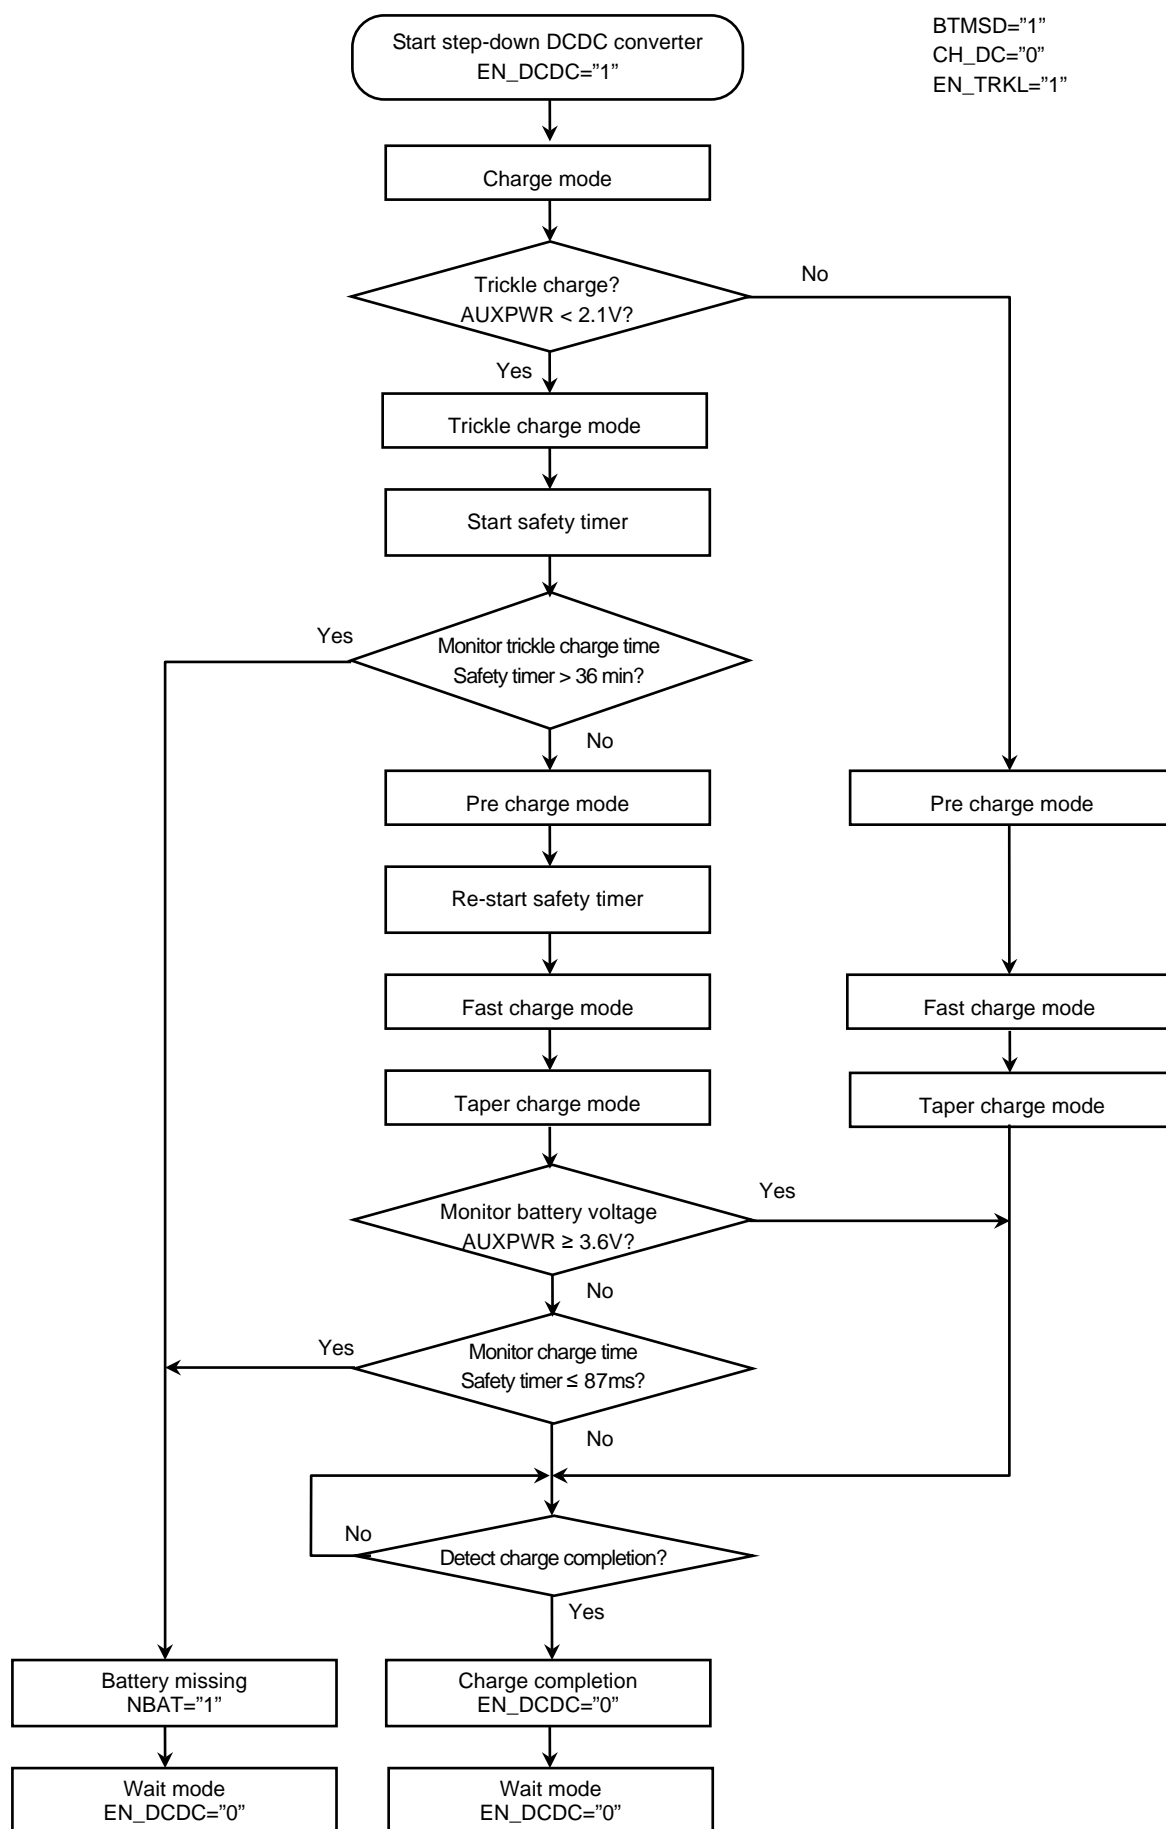 Start step-down DCDC converter
EN_DCDC=”1”
BTMSD=”1”
CH_DC=”0”
EN_TRKL=”1”
Charge mode
Trickle charge?
AUXPWR < 2.1V?
No
Yes
Trickle charge mode
Start safety timer
Yes
Monitor trickle charge time
Safety timer > 36 min?
No
Pre charge mode
Pre charge mode
Re-start safety timer
Fast charge mode
Fast charge mode
Taper charge mode
Taper charge mode
Monitor battery voltage
AUXPWR ≥ 3.6V?
Yes
No
Yes
Monitor charge time
Safety timer ≤ 87ms?
No
No
Detect charge completion?
Yes
Battery missing
NBAT=”1”
Charge completion
EN_DCDC=”0”
Wait mode
EN_DCDC=”0”
Wait mode
EN_DCDC=”0”